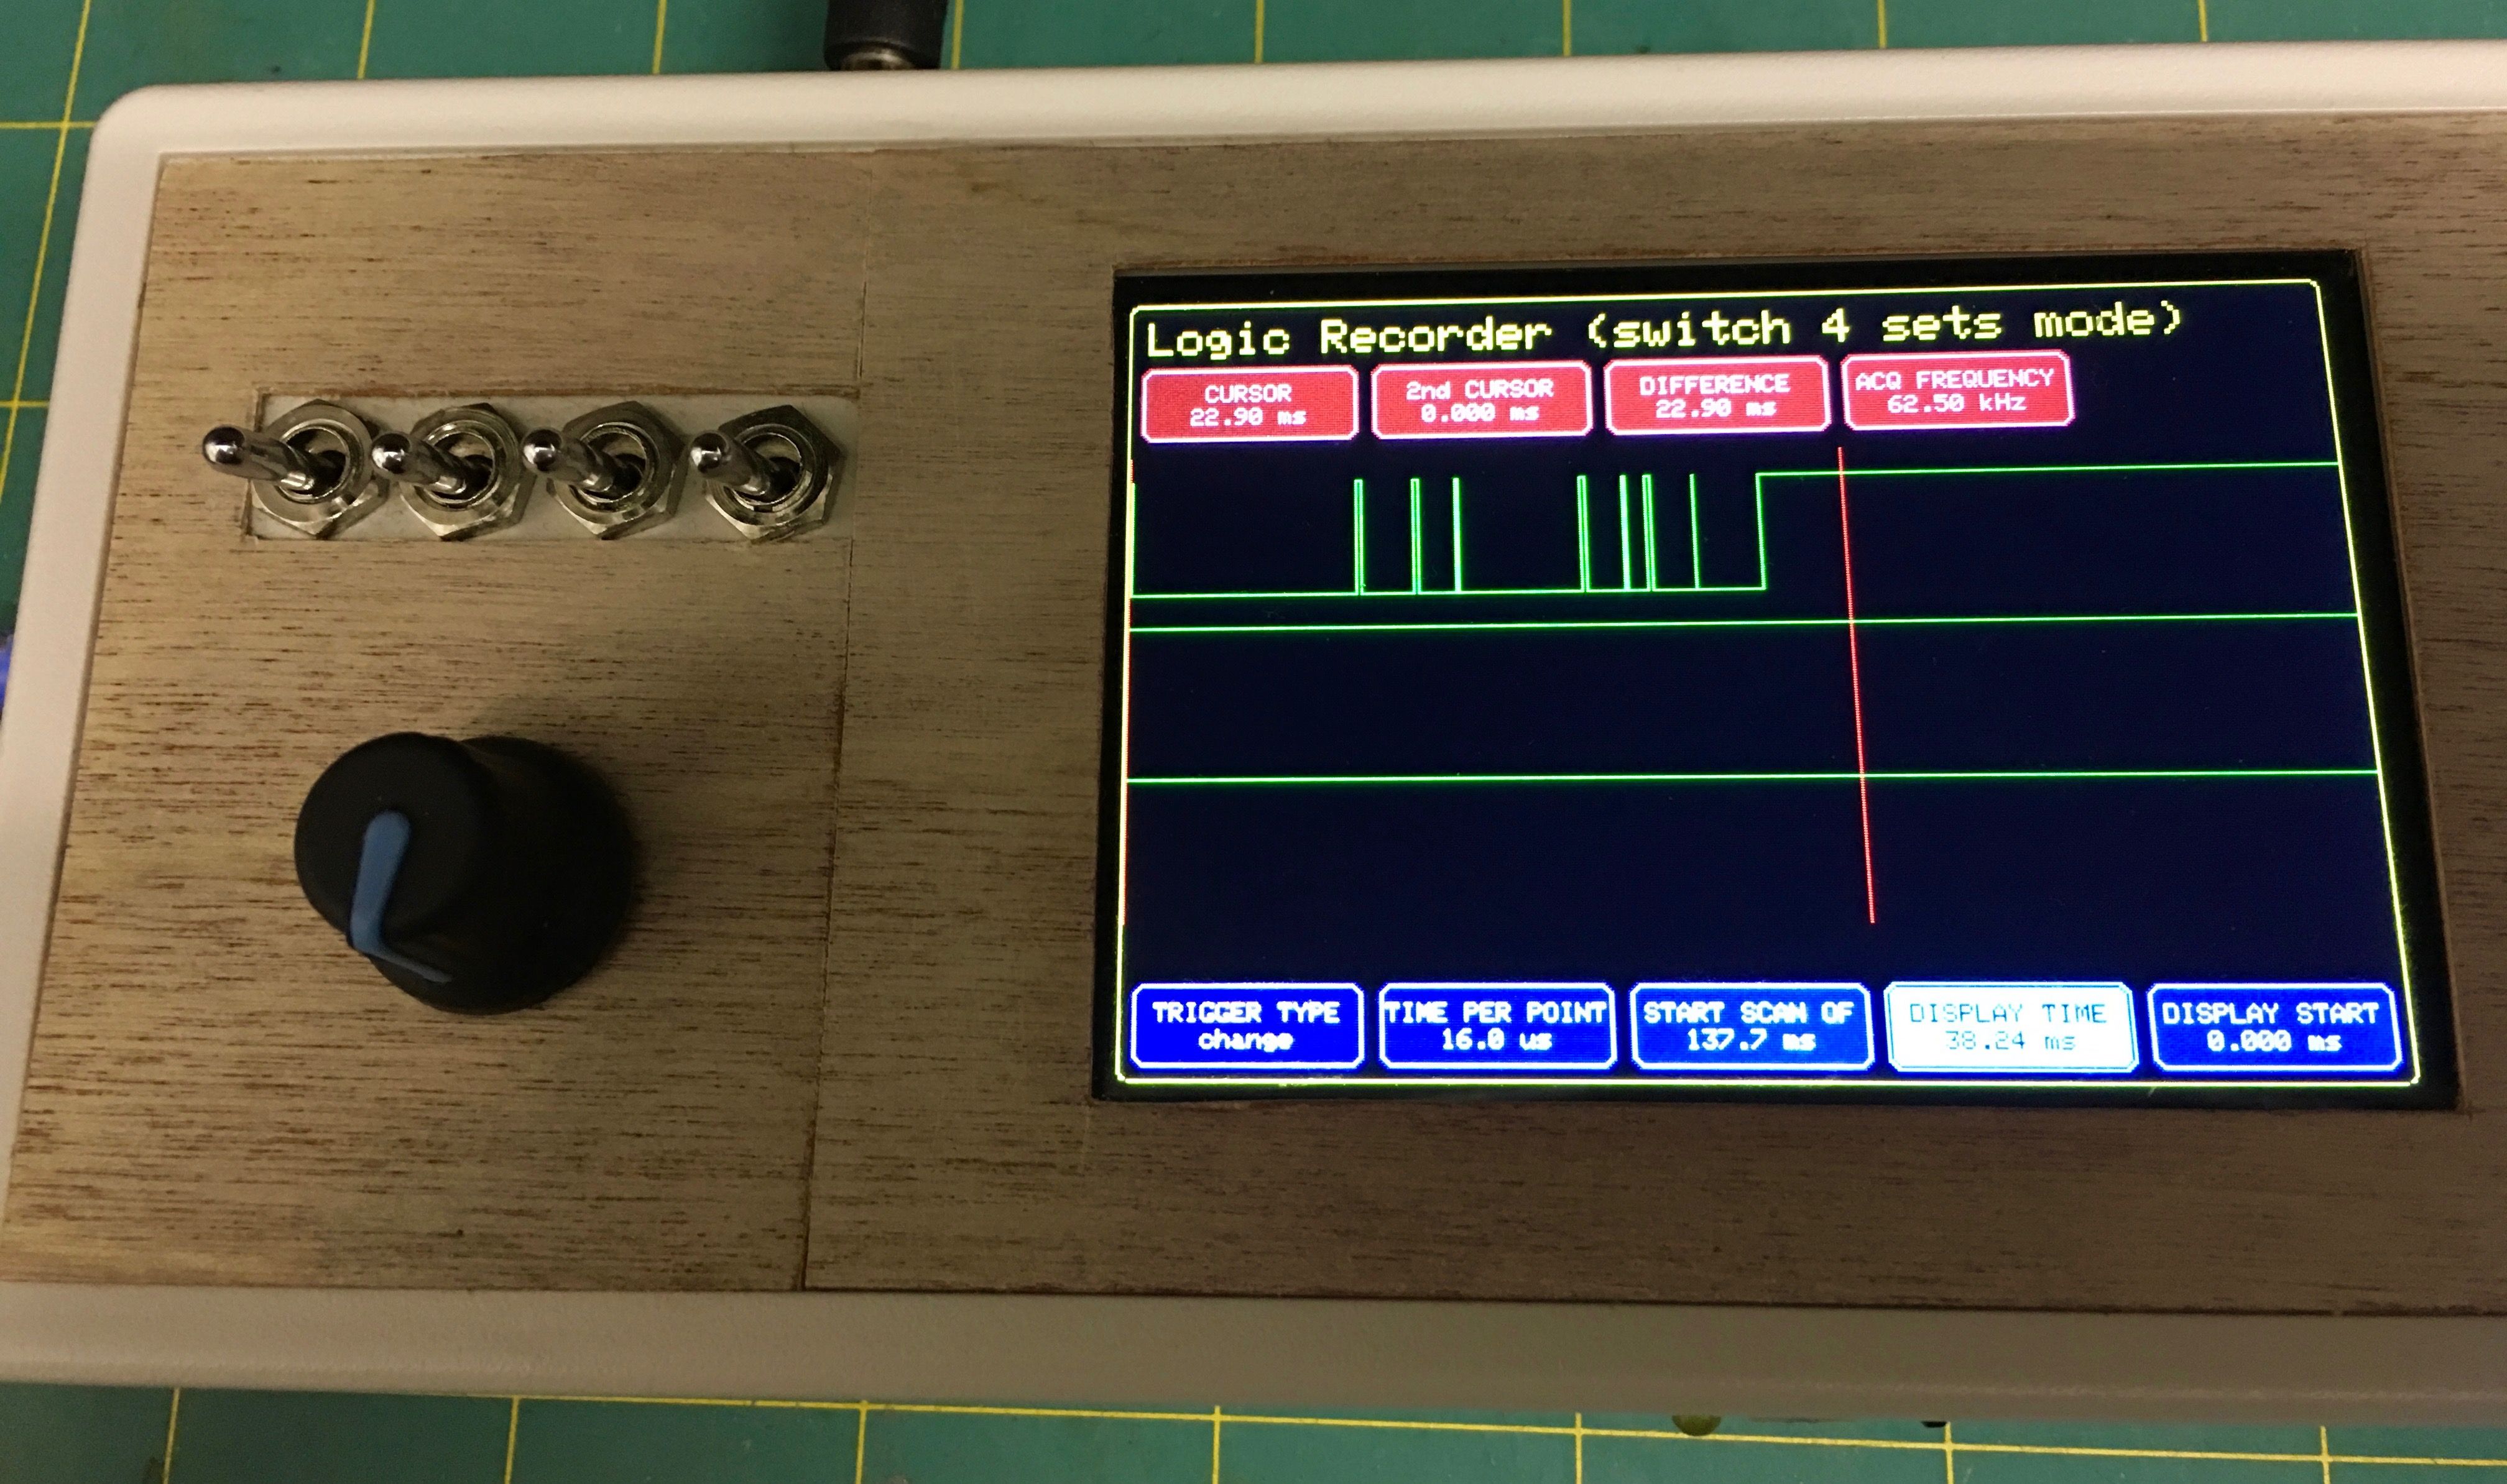 Logic Recorder (switch 4 sets mode)
CURSOR
22.90 ms
2nd CURSOR
0.000 ms
DIFFERENCE
22.90 ms
ACQ FREQUENCY
62.50 kHz
TRIGGER TYPE
change
TIME PER POINT
16.0 us
START SCAN OF
137.7 ms
DISPLAY TIME
38.24 ms
DISPLAY START
0.000 ms